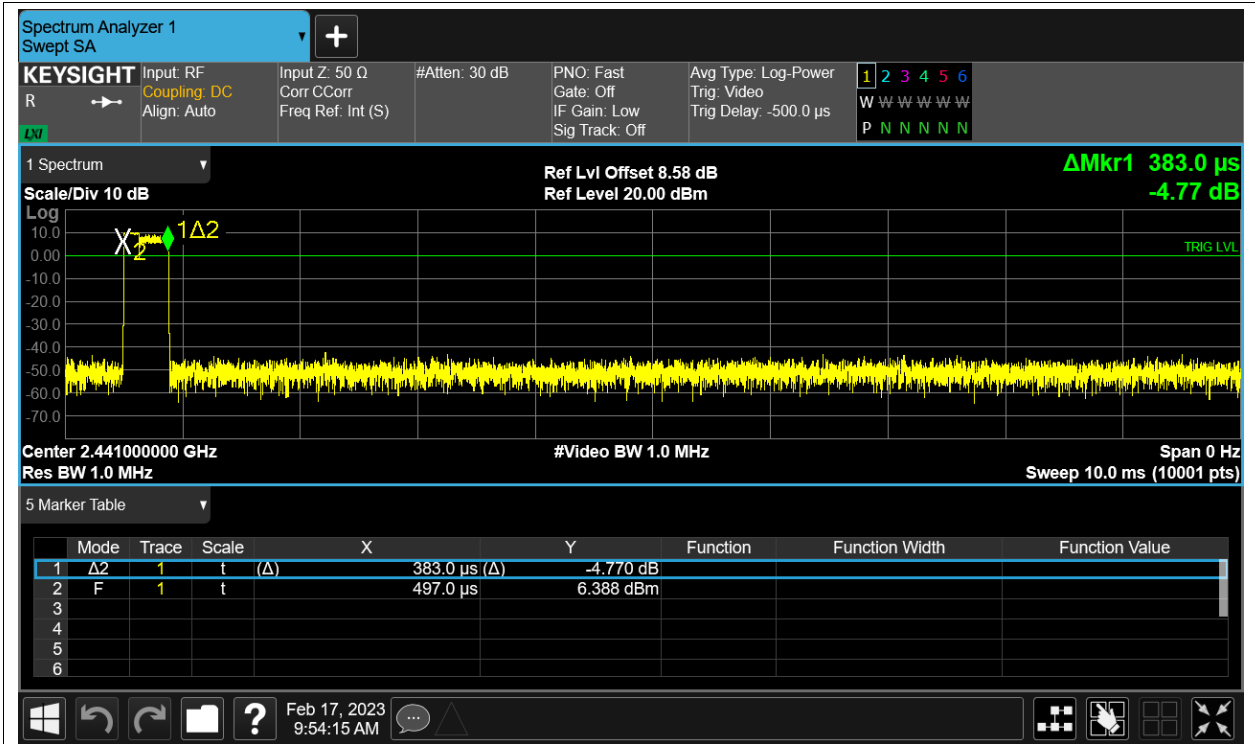 Spectrum Analyzer 1
Swept SA
+
KEYSIGHT
R
LXI
Input: RF
Coupling: DC
Align: Auto
Input Z: 50 Ω
Corr CCorr
Freq Ref: Int (S)
#Atten: 30 dB
PNO: Fast
Gate: Off
IF Gain: Low
Sig Track: Off
Avg Type: Log-Power
Trig: Video
Trig Delay: -500.0 µs
1 2 3 4 5 6
W W W W W W
P N N N N N
1 Spectrum
Scale/Div 10 dB
Ref Lvl Offset 8.58 dB
Ref Level 20.00 dBm
ΔMkr1 383.0 µs
-4.77 dB
Log
10.0
0.00
-10.0
-20.0
-30.0
-40.0
-50.0
-60.0
-70.0
X 2
1Δ2
TRIG LVL
Center 2.441000000 GHz
#Video BW 1.0 MHz
Span 0 Hz
Res BW 1.0 MHz
Sweep 10.0 ms (10001 pts)
5 Marker Table
Mode Trace Scale X Y Function Function Width Function Value
1 Δ2 1 t (Δ) 383.0 µs (Δ) -4.770 dB
2 F 1 t 497.0 µs 6.388 dBm
3
4
5
6
?
Feb 17, 2023
9:54:15 AM